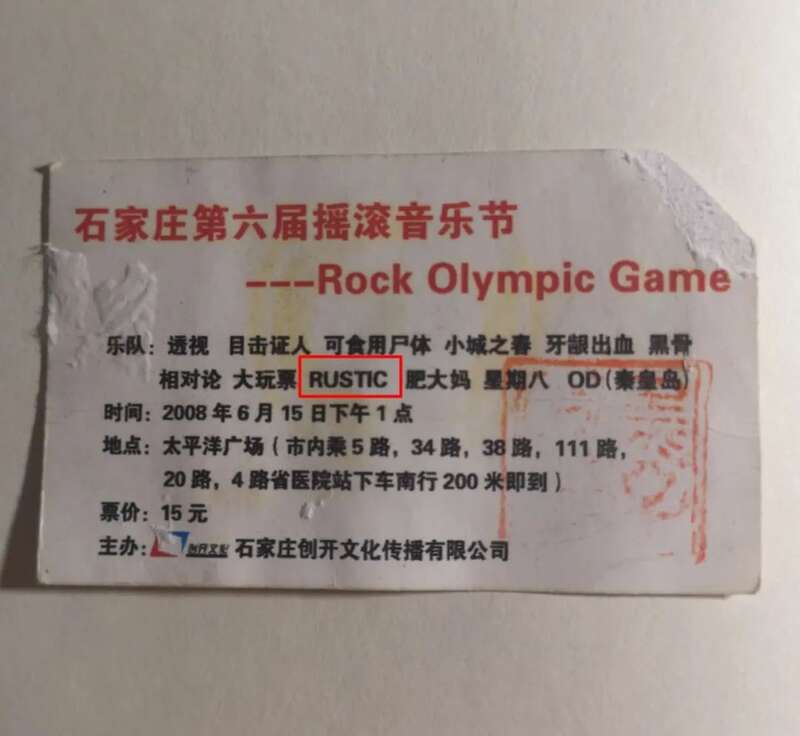 石家庄第六届摇滚音乐节
---Rock Olympic Game
乐队：透视 目击证人 可食用尸体 小城之春 牙龈出血 黑骨
相对论 大玩票 RUSTIC 肥大妈 星期八 OD(秦皇岛)
时间：2008年6月15日下午1点
地点：太平洋广场（市内乘5路，34路，38路，111路，
20路，4路省医院站下车南行200米即到）
票价：15元
主办：创开文化 石家庄创开文化传播有限公司